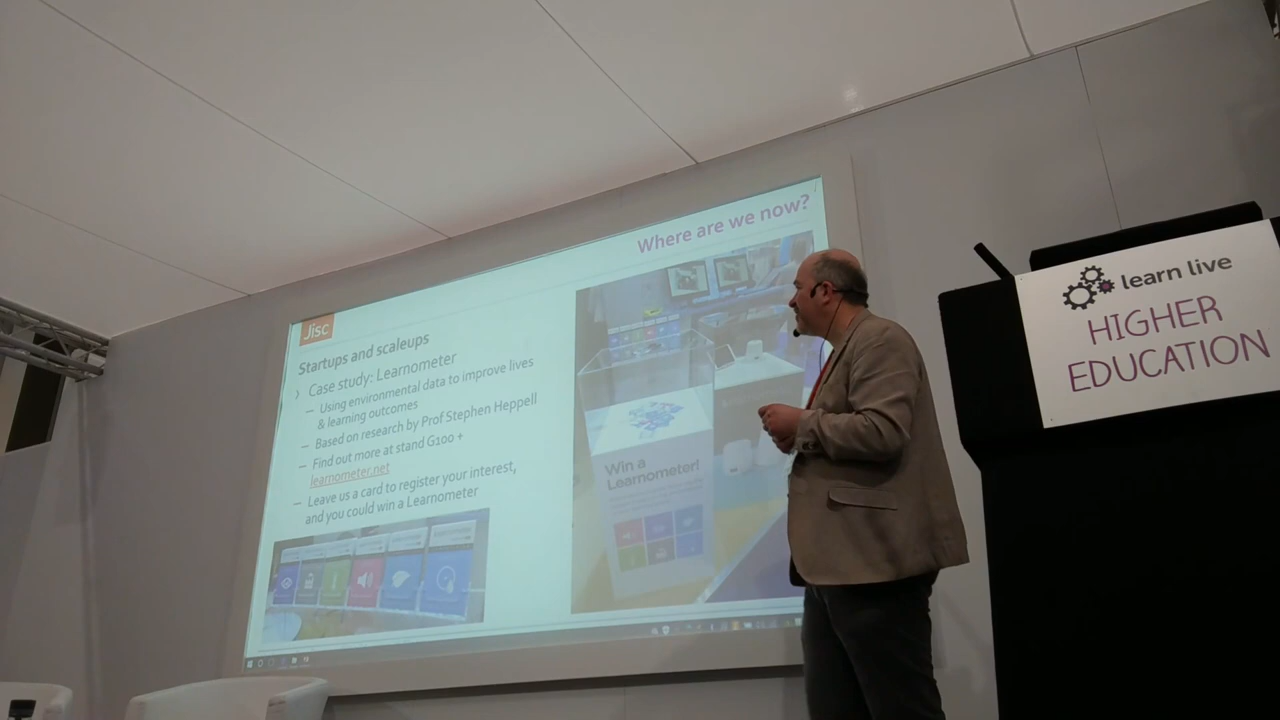 Where are we now?
Jisc
Startups and scaleups
Case study: Learnometer
– Using environmental data to improve lives
& learning outcomes
– Based on research by Prof Stephen Heppell
– Find out more at stand G100 +
learnometer.net
– Leave us a card to register your interest,
and you could win a Learnometer
Win a
Learnometer!
learn live
HIGHER
EDUCATION